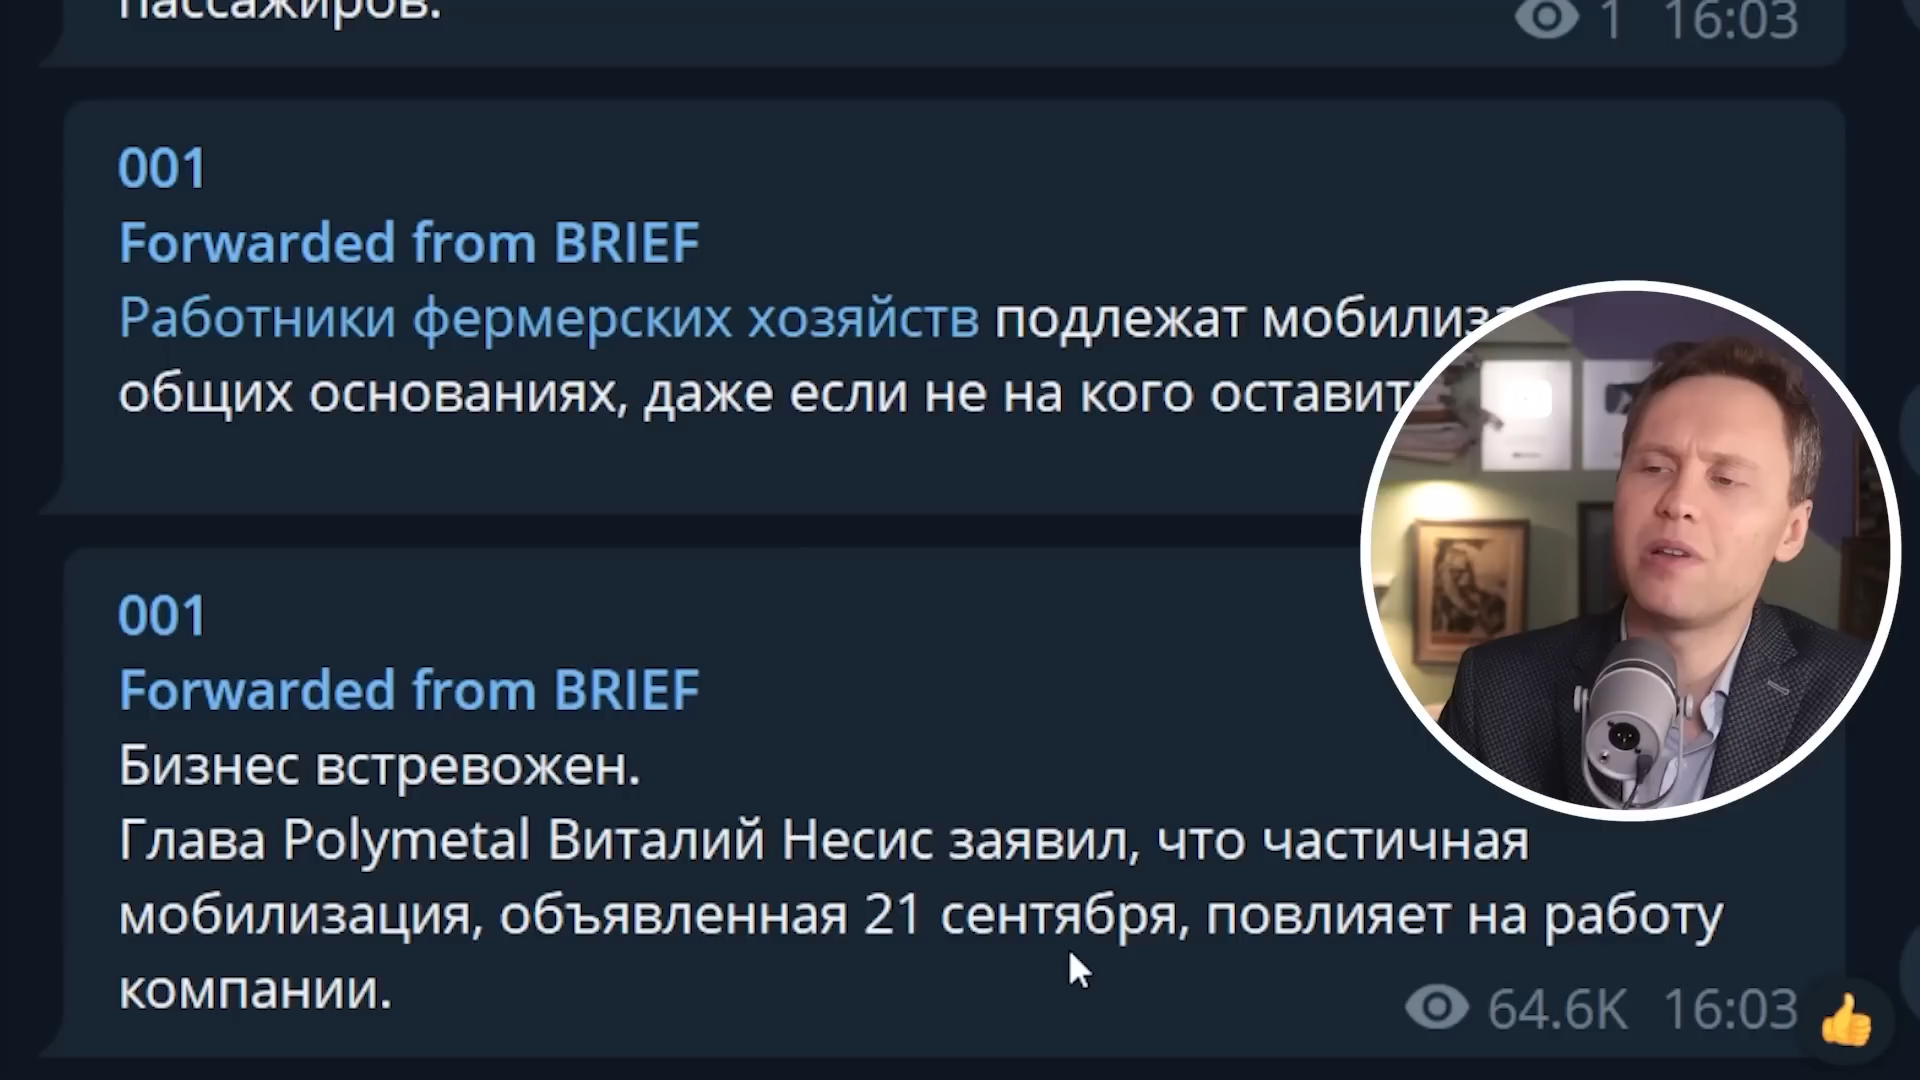 пассажиров.
1 16:03
001
Forwarded from BRIEF
Работники фермерских хозяйств подлежат
общих основаниях, даже если не на кого
001
Forwarded from BRIEF
Бизнес встревожен.
Глава Polymetal Виталий Несис заявил, что частичная
мобилизация, объявленная 21 сентября, повлияет на работу
компании.
64.6K 16:03